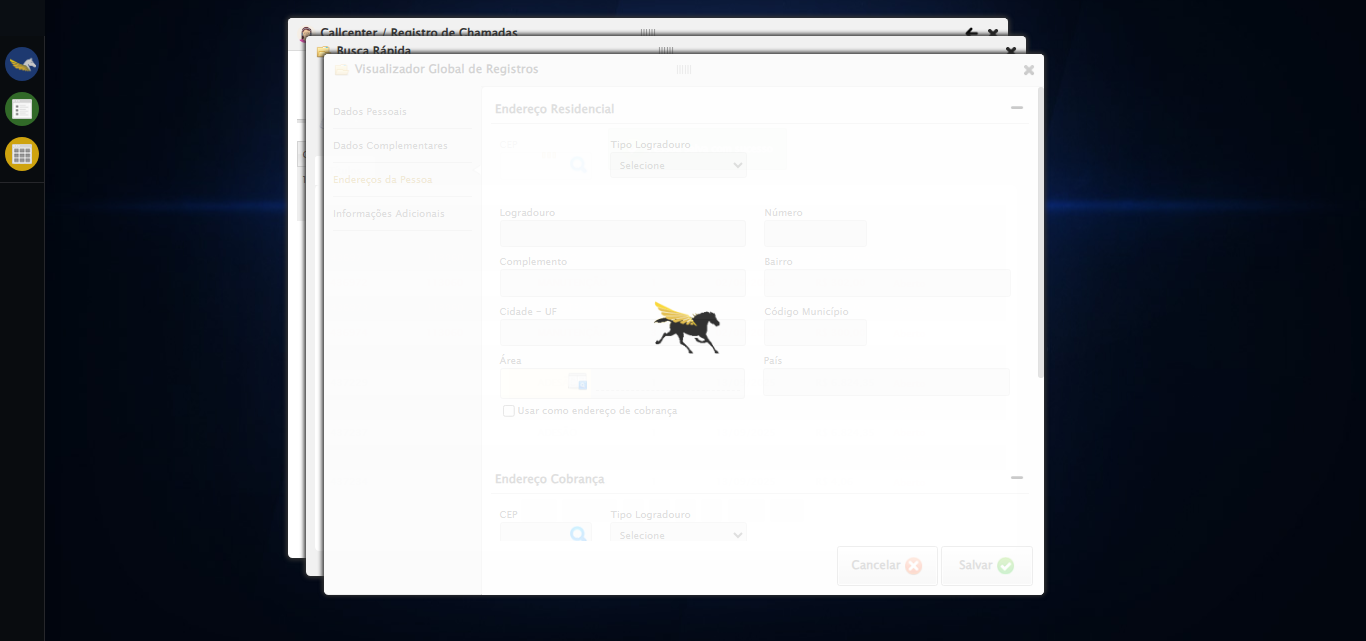 Callcenter / Registro de Chamadas
Busca Rápida
Visualizador Global de Registros
Dados Pessoais
Dados Complementares
Endereços da Pessoa
Informações Adicionais
Endereço Residencial
CEP
Tipo Logradouro
Selecione
Logradouro
Número
Complemento
Bairro
Cidade - UF
Código Município
Área
País
Usar como endereço de cobrança
Endereço Cobrança
CEP
Tipo Logradouro
Selecione
Cancelar
Salvar